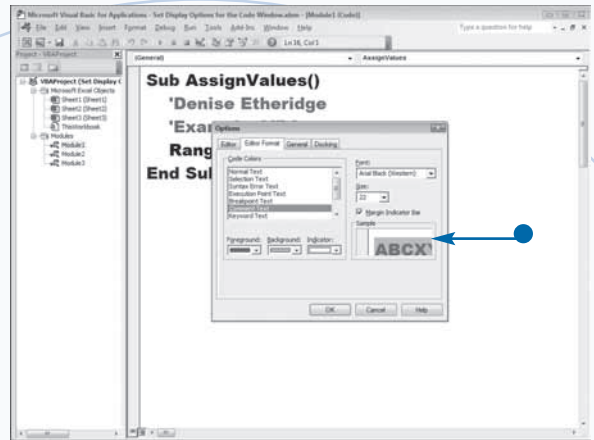 Microsoft Visual Basic for Applications - Set Display Options for the Code Window.xlsm - [Module1 (Code)]
File Edit View Insert Format Debug Run Tools Add-Ins Window Help
Type a question for help
Ln 16, Col 1
Project - VBAProject
(General)
AssignValues
VBAProject (Set Display C
Microsoft Excel Objects
Sheet1 (Sheet1)
Sheet2 (Sheet2)
Sheet3 (Sheet3)
ThisWorkbook
Modules
Module1
Module2
Module3
Sub AssignValues()
'Denise Etheridge
'Exa
Rang
End Sul
Options
Editor
Editor Format
General
Docking
Code Colors
Normal Text
Selection Text
Syntax Error Text
Execution Point Text
Breakpoint Text
Comment Text
Keyword Text
Foreground:
Background:
Indicator:
Font:
Arial Black (Western)
Size:
22
Margin Indicator Bar
Sample
ABCXY
OK
Cancel
Help